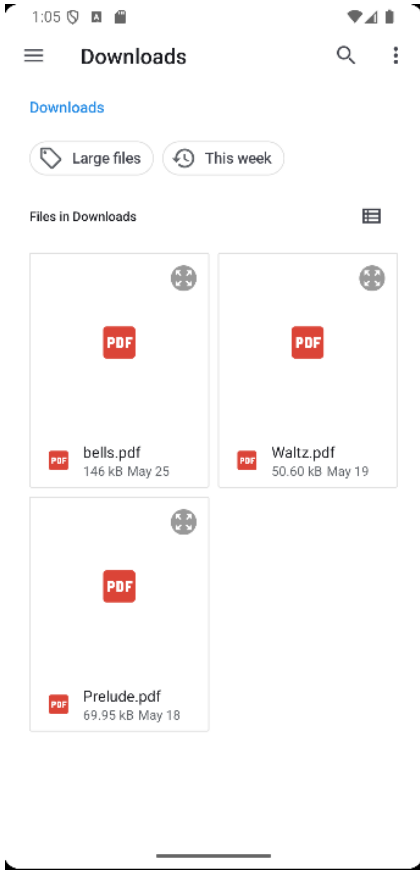 1:05
Downloads
Downloads
Large files
This week
Files in Downloads
PDF
PDF
PDF
bells.pdf
146 kB May 25
PDF
Waltz.pdf
50.60 kB May 19
PDF
PDF
Prelude.pdf
69.95 kB May 18